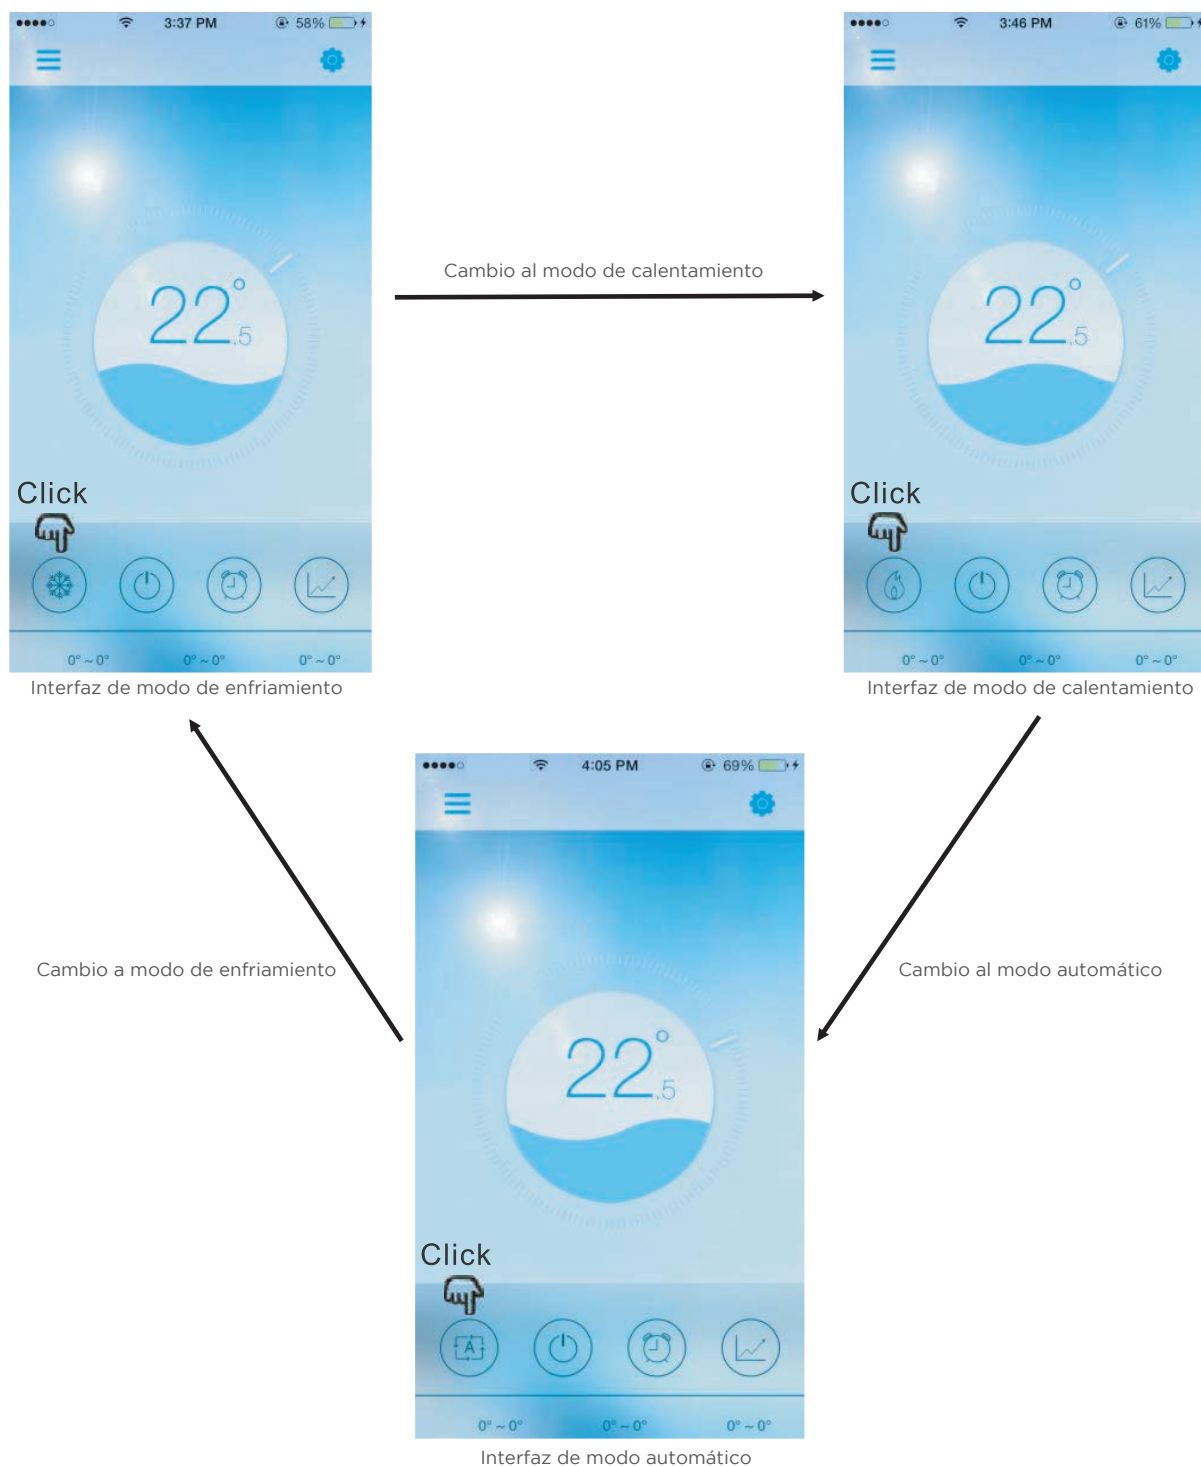 3:37 PM
58%
22°.5
Click
0° ~ 0°
0° ~ 0°
0° ~ 0°
Interfaz de modo de enfriamiento
Cambio al modo de calentamiento
3:46 PM
61%
22°.5
Click
0° ~ 0°
0° ~ 0°
0° ~ 0°
Interfaz de modo de calentamiento
Cambio a modo de enfriamiento
Cambio al modo automático
4:05 PM
69%
22°.5
Click
A
0° ~ 0°
0° ~ 0°
0° ~ 0°
Interfaz de modo automático